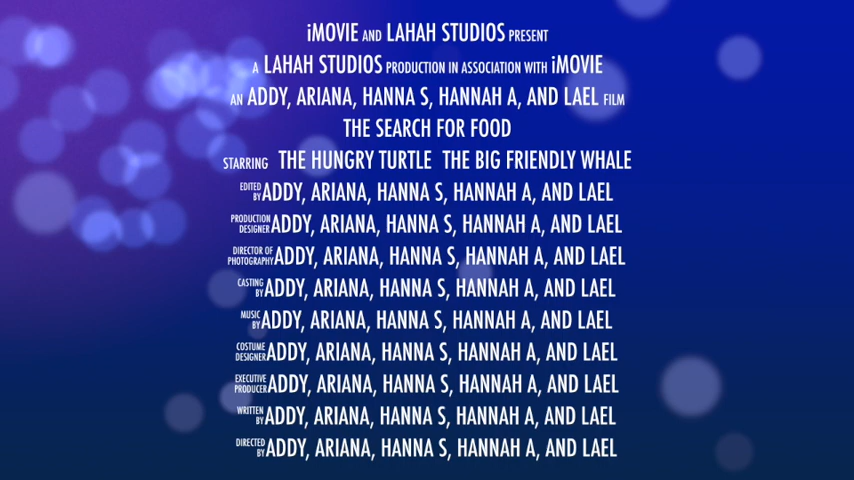 iMOVIE AND LAHAH STUDIOS PRESENT
A LAHAH STUDIOS PRODUCTION IN ASSOCIATION WITH iMOVIE
AN ADDY, ARIANA, HANNA S, HANNAH A, AND LAEL FILM
THE SEARCH FOR FOOD
STARRING THE HUNGRY TURTLE THE BIG FRIENDLY WHALE
EDITED BY ADDY, ARIANA, HANNA S, HANNAH A, AND LAEL
PRODUCTION DESIGNER ADDY, ARIANA, HANNA S, HANNAH A, AND LAEL
DIRECTOR OF PHOTOGRAPHY ADDY, ARIANA, HANNA S, HANNAH A, AND LAEL
CASTING BY ADDY, ARIANA, HANNA S, HANNAH A, AND LAEL
MUSIC BY ADDY, ARIANA, HANNA S, HANNAH A, AND LAEL
COSTUME DESIGNER ADDY, ARIANA, HANNA S, HANNAH A, AND LAEL
EXECUTIVE PRODUCER ADDY, ARIANA, HANNA S, HANNAH A, AND LAEL
WRITTEN BY ADDY, ARIANA, HANNA S, HANNAH A, AND LAEL
DIRECTED BY ADDY, ARIANA, HANNA S, HANNAH A, AND LAEL